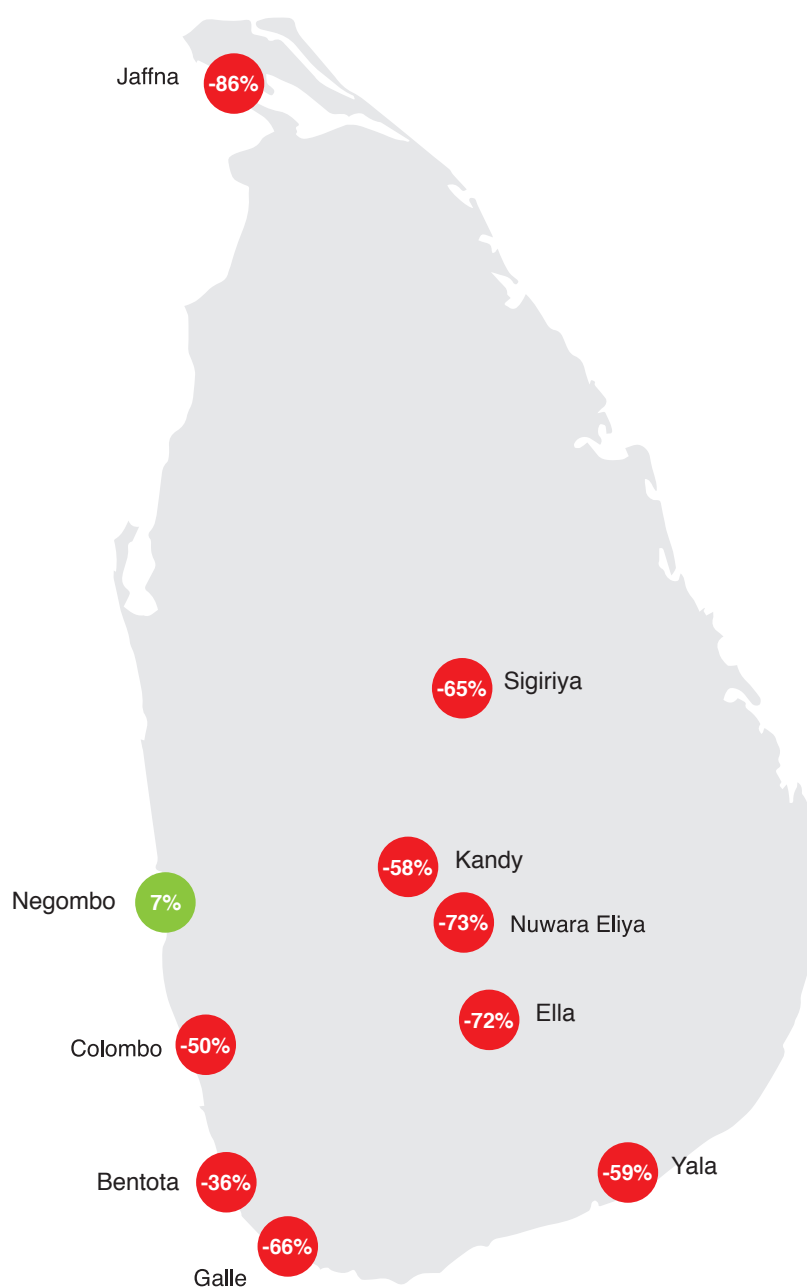 Jaffna
-86%
-65%
Sigiriya
-58%
Kandy
Negombo
7%
-73%
Nuwara Eliya
-72%
Ella
Colombo
-50%
Bentota
-36%
-59%
Yala
-66%
Galle